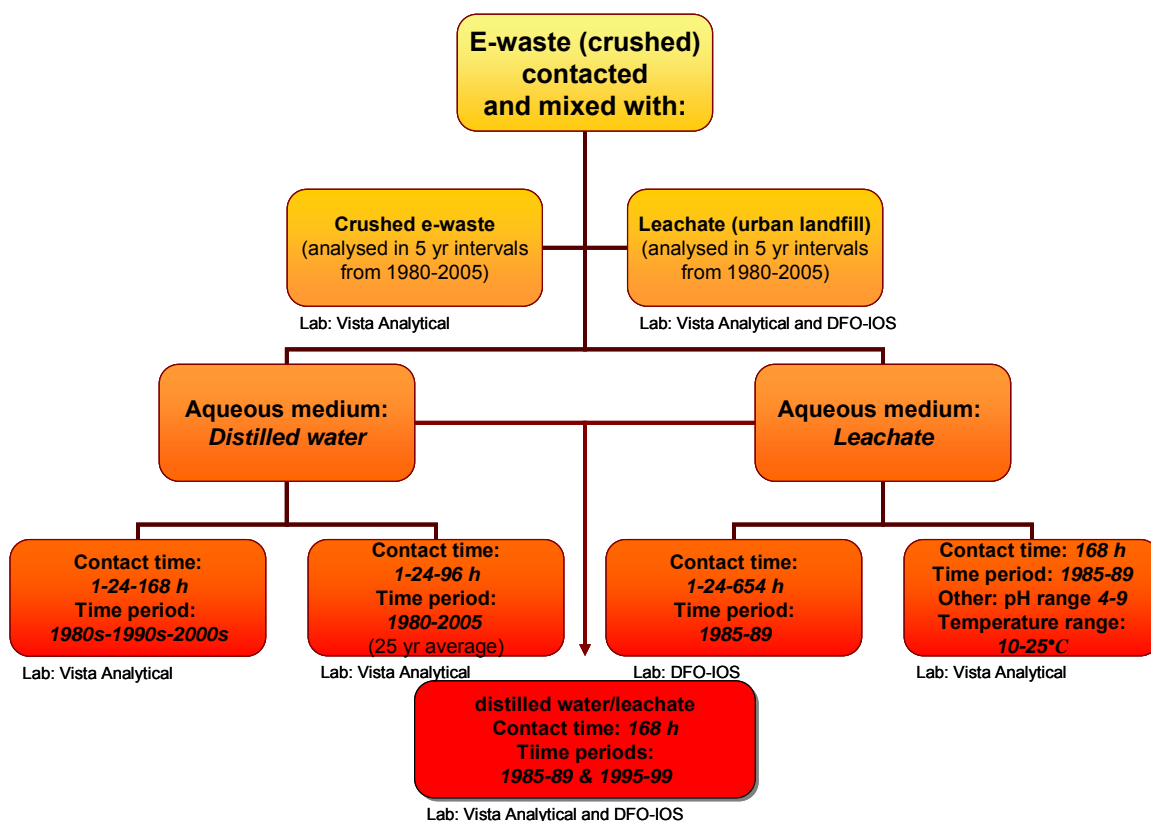 E-waste (crushed)
contacted
and mixed with:
Crushed e-waste
(analysed in 5 yr intervals
from 1980-2005)
Lab: Vista Analytical
Leachate (urban landfill)
(analysed in 5 yr intervals
from 1980-2005)
Lab: Vista Analytical and DFO-IOS
Aqueous medium:
Distilled water
Aqueous medium:
Leachate
Contact time:
1-24-168 h
Time period:
1980s-1990s-2000s
Lab: Vista Analytical
Contact time:
1-24-96 h
Time period:
1980-2005
(25 yr average)
Lab: Vista Analytical
Contact time:
1-24-654 h
Time period:
1985-89
Lab: DFO-IOS
Contact time: 168 h
Time period: 1985-89
Other: pH range 4-9
Temperature range:
10-25°C
Lab: Vista Analytical
distilled water/leachate
Contact time: 168 h
Tiime periods:
1985-89 & 1995-99
Lab: Vista Analytical and DFO-IOS